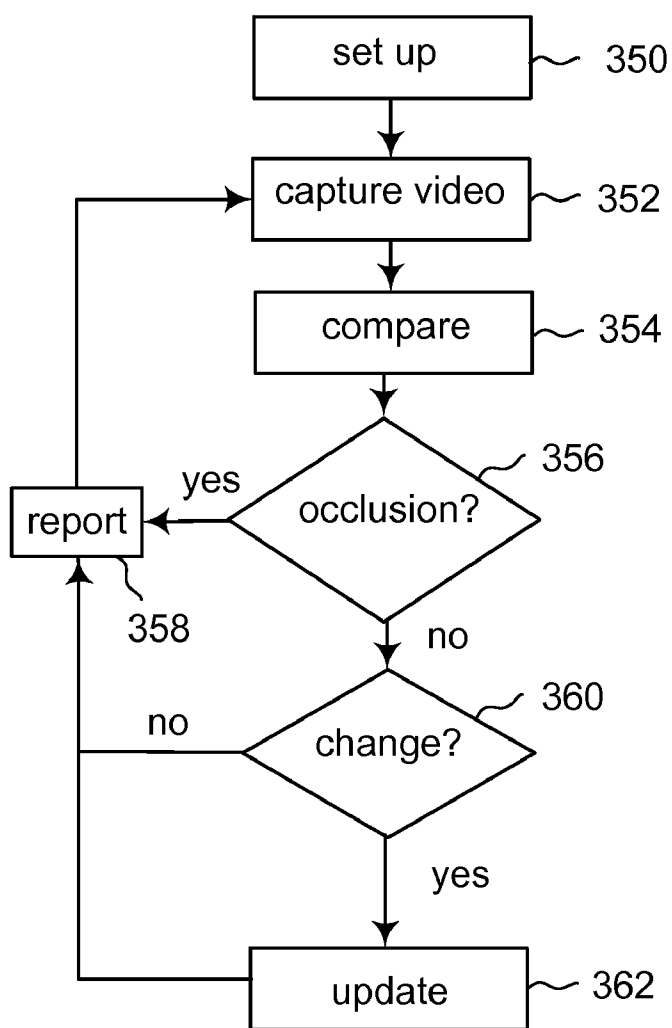 set up
350
capture video
352
compare
354
356
yes
occlusion?
report
358
no
360
no
change?
yes
update
362